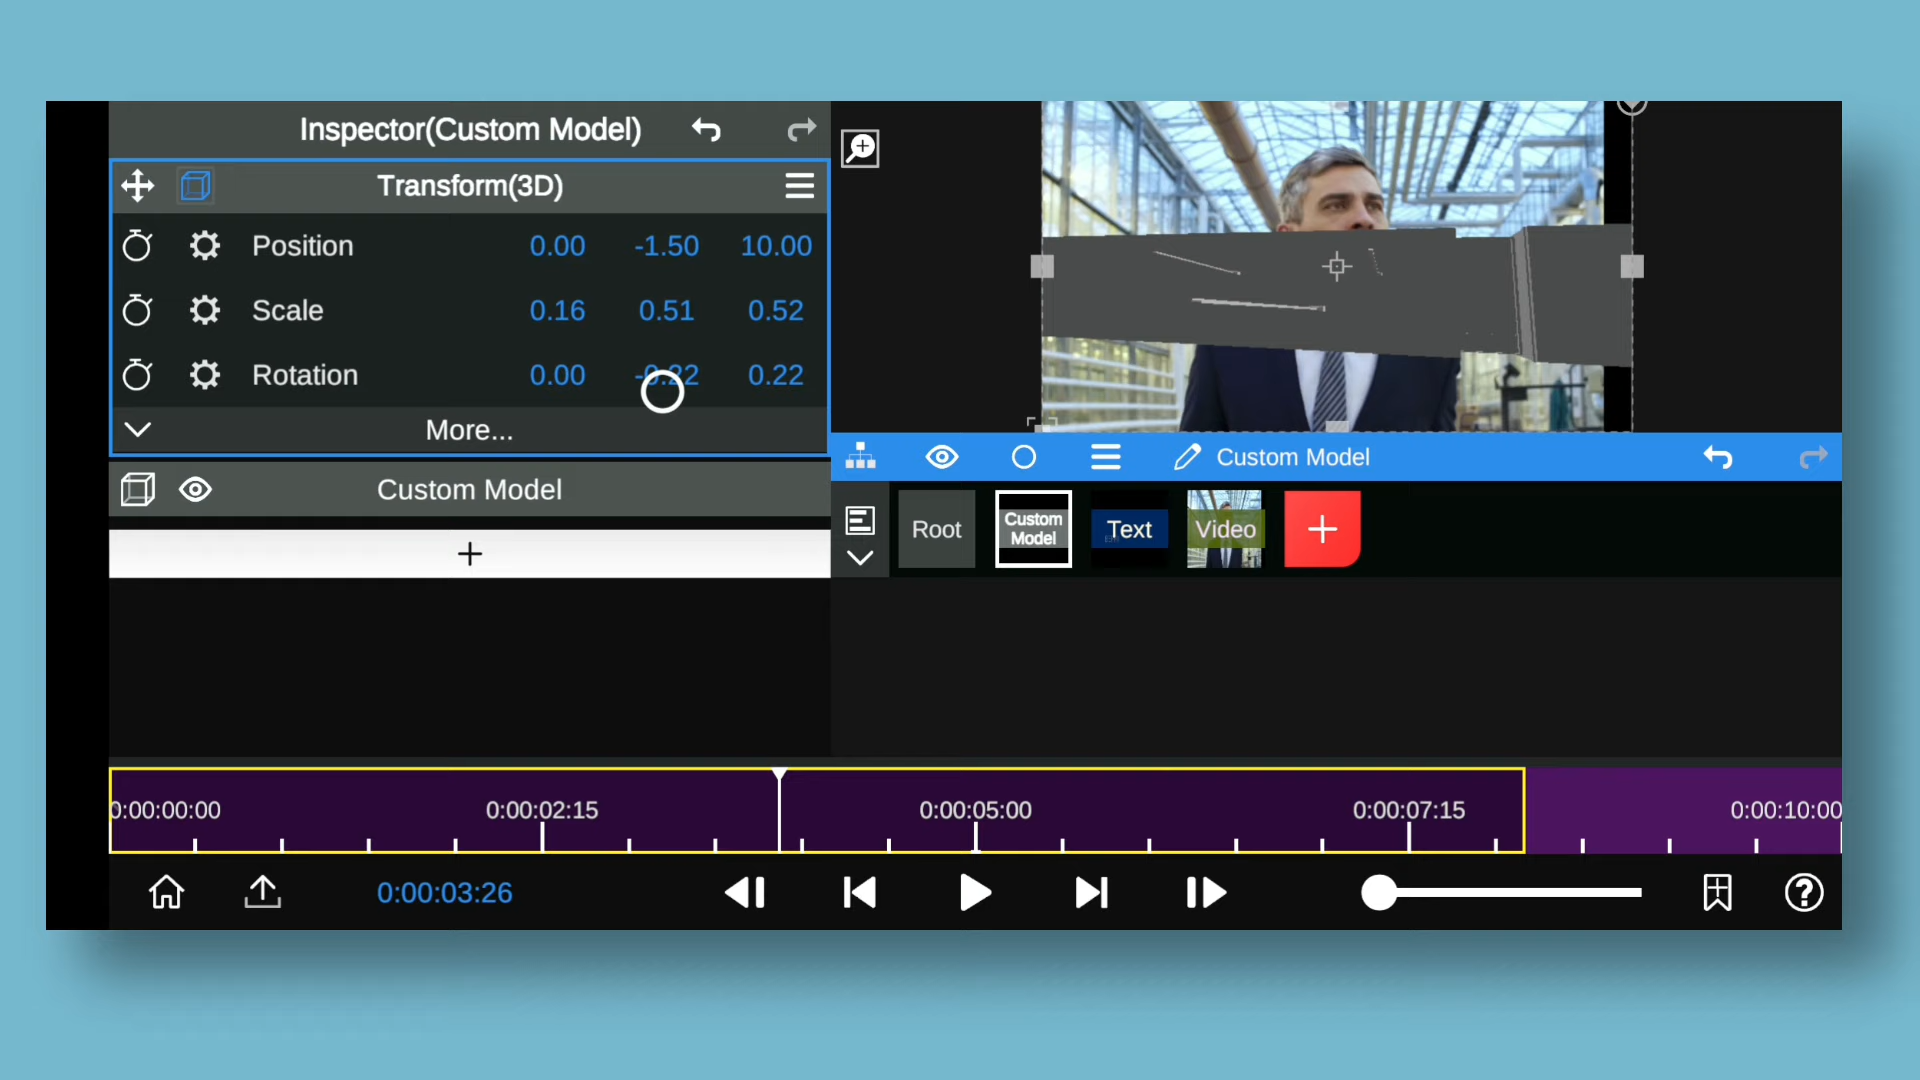 Inspector(Custom Model)
Transform(3D)
Position 0.00 -1.50 10.00
Scale 0.16 0.51 0.52
Rotation 0.00 -0.22 0.22
More...
Custom Model
+
Custom Model
Root
Custom
Model
Text
Video
+
0:00:00:00 0:00:02:15 0:00:05:00 0:00:07:15 0:00:10:00
0:00:03:26